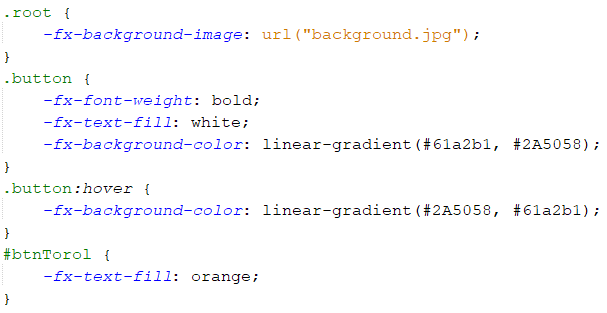 .root {
    -fx-background-image: url("background.jpg");
}
.button {
    -fx-font-weight: bold;
    -fx-text-fill: white;
    -fx-background-color: linear-gradient(#61a2b1, #2A5058);
}
.button:hover {
    -fx-background-color: linear-gradient(#2A5058, #61a2b1);
}
#btnTorol {
    -fx-text-fill: orange;
}